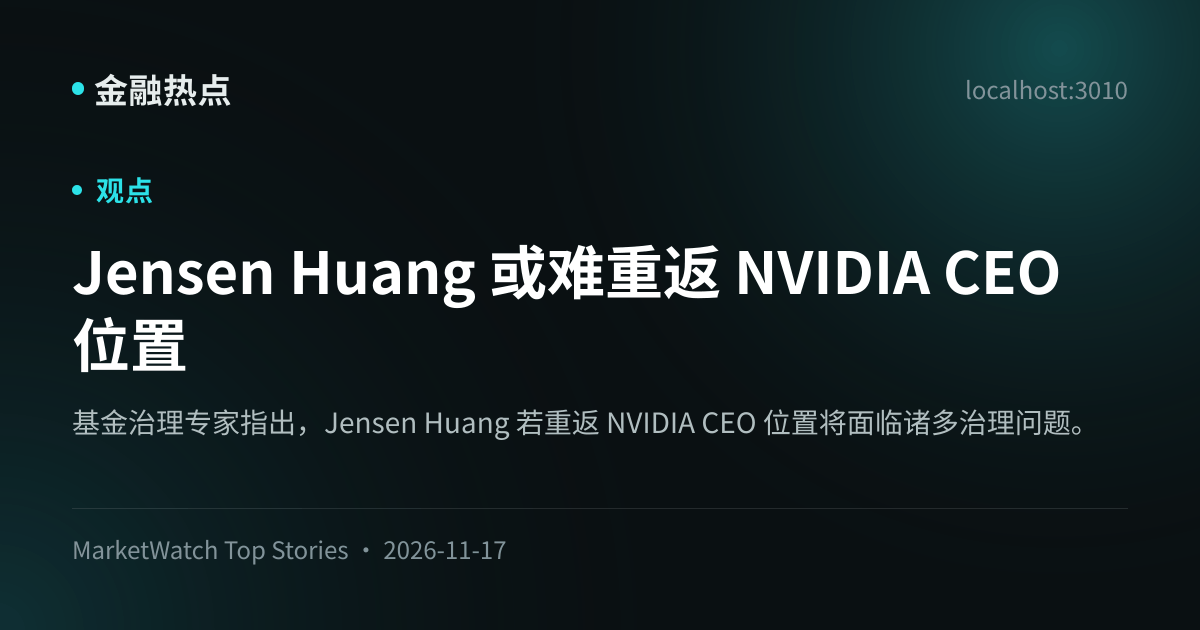 金融热点
localhost:3010
观点
Jensen Huang 或难重返 NVIDIA CEO
位置
基金治理专家指出，Jensen Huang 若重返 NVIDIA CEO 位置将面临诸多治理问题。
MarketWatch Top Stories · 2026-11-17